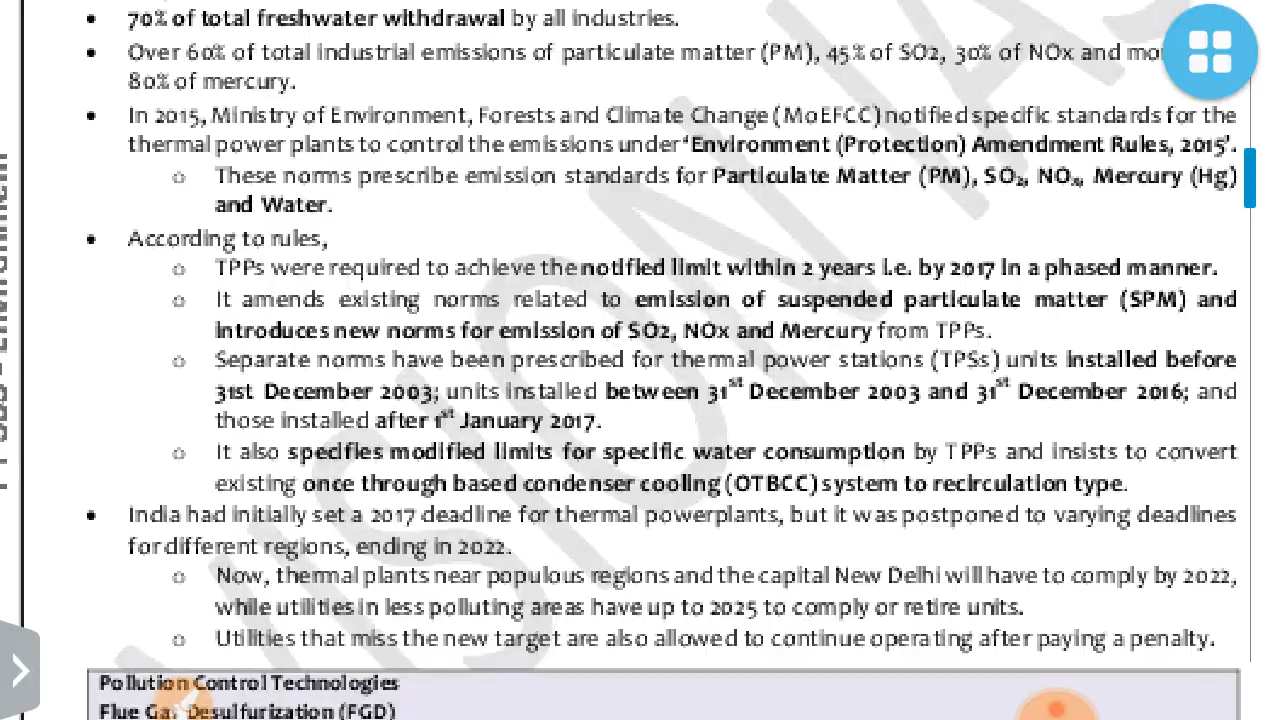 • 70% of total freshwater withdrawal by all industries.
• Over 60% of total industrial emissions of particulate matter (PM), 45% of SO2, 30% of NOx and
80% of mercury.
• In 2015, Ministry of Environment, Forests and Climate Change (MoEFCC) notified specific standards for the
thermal power plants to control the emissions under 'Environment (Protection) Amendment Rules, 2015'.
o These norms prescribe emission standards for Particulate Matter (PM), SO₂, NOₓ, Mercury (Hg)
and Water.
• According to rules,
o TPPs were required to achieve the notified limit within 2 years i.e. by 2017 in a phased manner.
o It amends existing norms related to emission of suspended particulate matter (SPM) and
introduces new norms for emission of SO2, NOx and Mercury from TPPs.
o Separate norms have been prescribed for thermal power stations (TPSs) units installed before
31st December 2003; units installed between 31st December 2003 and 31st December 2016; and
those installed after 1st January 2017.
o It also specifies modified limits for specific water consumption by TPPs and insists to convert
existing once through based condenser cooling (OTBCC) system to recirculation type.
• India had initially set a 2017 deadline for thermal powerplants, but it was postponed to varying deadlines
for different regions, ending in 2022.
o Now, thermal plants near populous regions and the capital New Delhi will have to comply by 2022,
while utilities in less polluting areas have up to 2025 to comply or retire units.
o Utilities that miss the new target are also allowed to continue operating after paying a penalty.
Pollution Control Technologies
Flue Gas Desulfurization (FGD)
VISION IAS